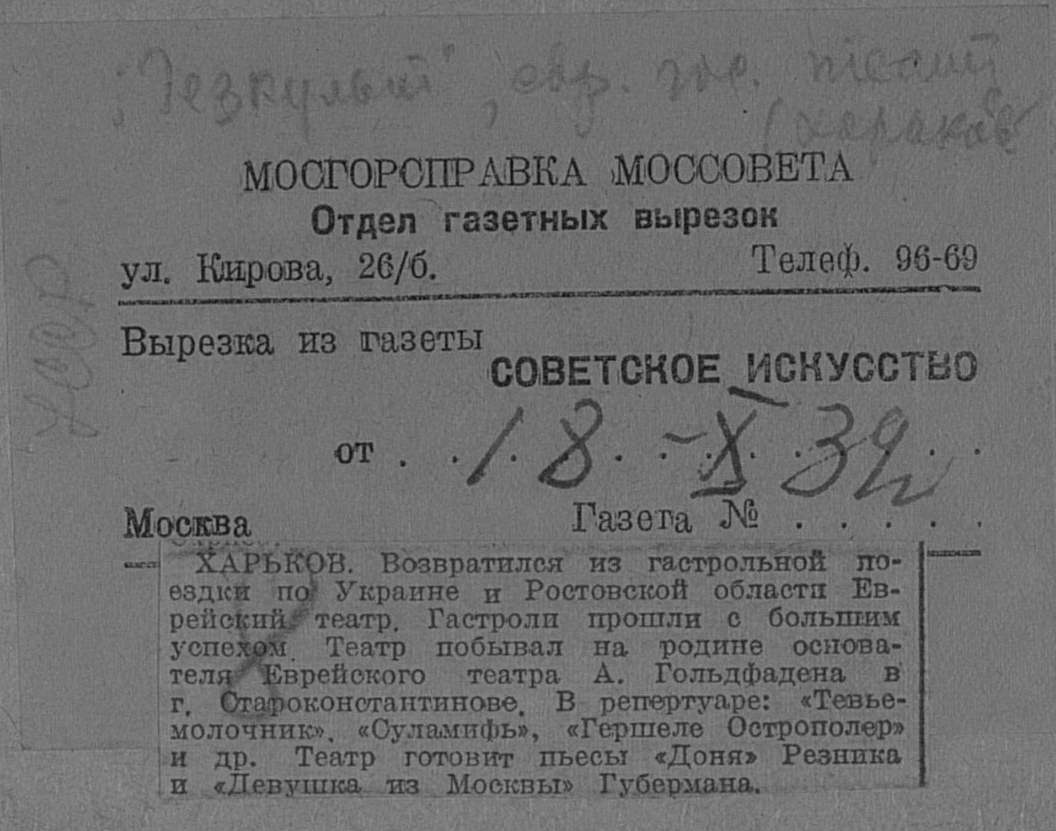 МОСГОРСПРАВКА МОССОВЕТА
Отдел газетных вырезок
ул. Кирова, 26/б. Телеф. 96-69
Вырезка из газеты
СОВЕТСКОЕ ИСКУССТВО
от . . 18. - X 39 . .
Москва Газета № . . . . .
ХАРЬКОВ. Возвратился из гастрольной по-
ездки по Украине и Ростовской области Ев-
рейский театр. Гастроли прошли с большим
успехом. Театр побывал на родине основа-
теля Еврейского театра А. Гольдфадена в
г. Староконстантинове. В репертуаре: «Тевье-
молочник», «Суламифь», «Гершеле Острополер»
и др. Театр готовит пьесы «Доня» Резника
и «Девушка из Москвы» Губермана.